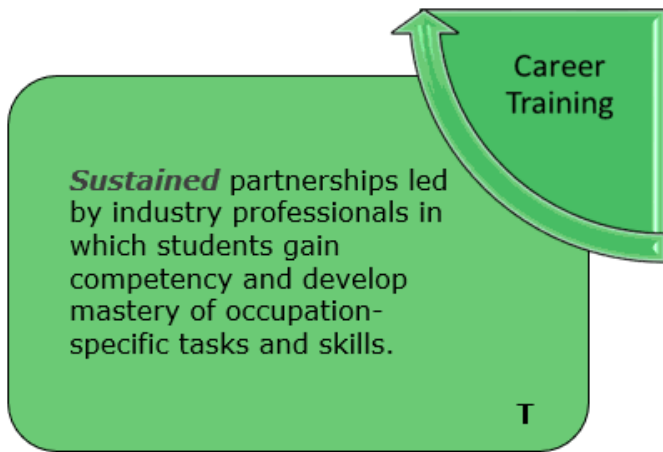 Career
Training
Sustained partnerships led
by industry professionals in
which students gain
competency and develop
mastery of occupation-
specific tasks and skills.
T